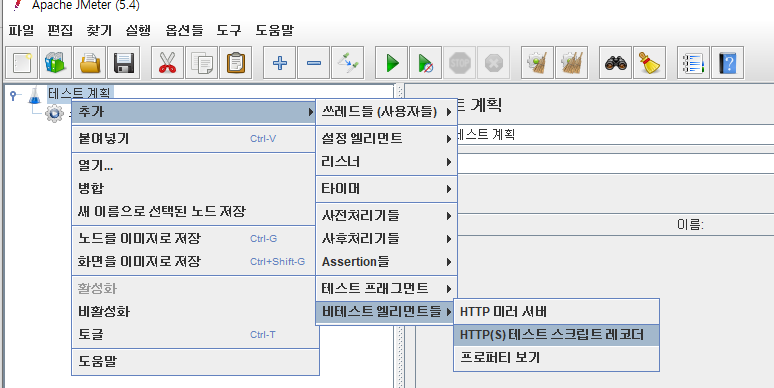 Apache JMeter (5.4)
파일 편집 찾기 실행 옵션들 도구 도움말
테스트 계획
추가
붙여넣기 Ctrl-V
열기...
병합
새 이름으로 선택된 노드 저장
노드를 이미지로 저장 Ctrl-G
화면을 이미지로 저장 Ctrl+Shift-G
활성화
비활성화
토글 Ctrl-T
도움말
쓰레드들 (사용자들)
설정 엘리먼트
리스너
타이머
사전처리기들
사후처리기들
Assertion들
테스트 프래그먼트
비테스트 엘리먼트들
HTTP 미러 서버
HTTP(S) 테스트 스크립트 레코더
프로퍼티 보기
트 계획
테스트 계획
이름: